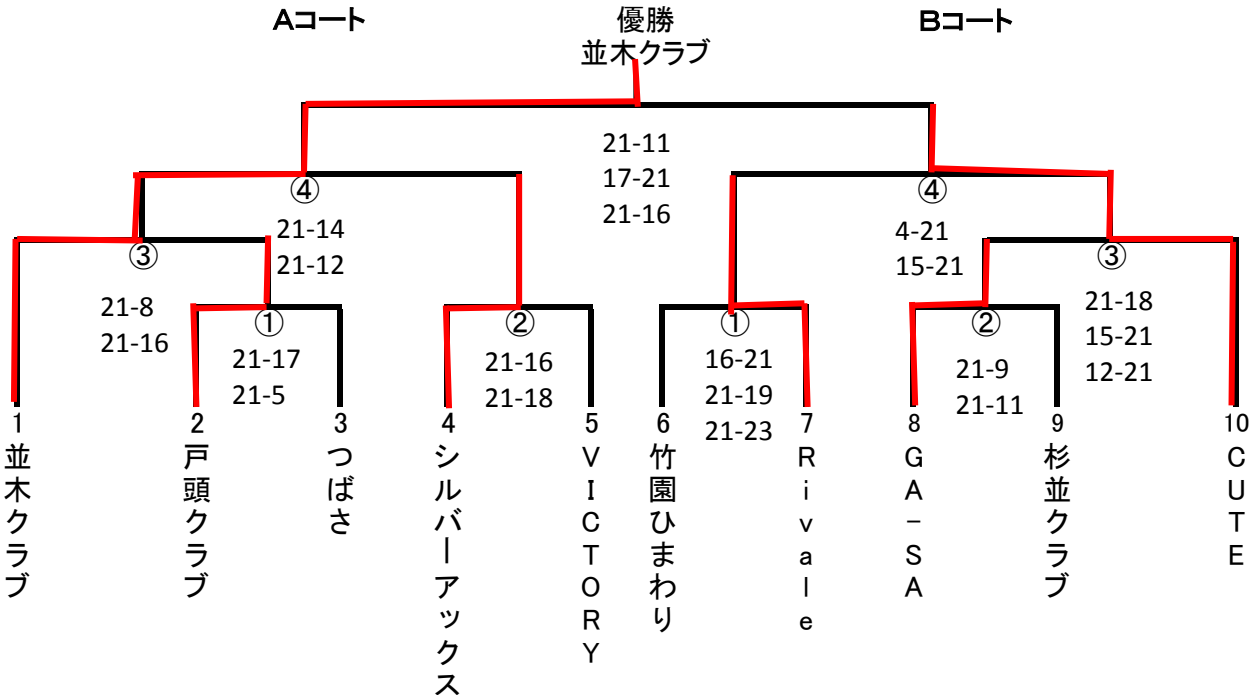 Aコート
優勝
並木クラブ
Bコート
21-11
17-21
21-16
④
21-14
21-12
④
4-21
15-21
③
21-8
21-16
③
21-18
15-21
12-21
①
21-17
21-5
②
21-16
21-18
①
16-21
21-19
21-23
②
21-9
21-11
1
並木クラブ
2
戸頭クラブ
3
つばさ
4
シルバーアックス
5
VICTORY
6
竹園ひまわり
7
Rivale
8
GA-SA
9
杉並クラブ
10
CUTE